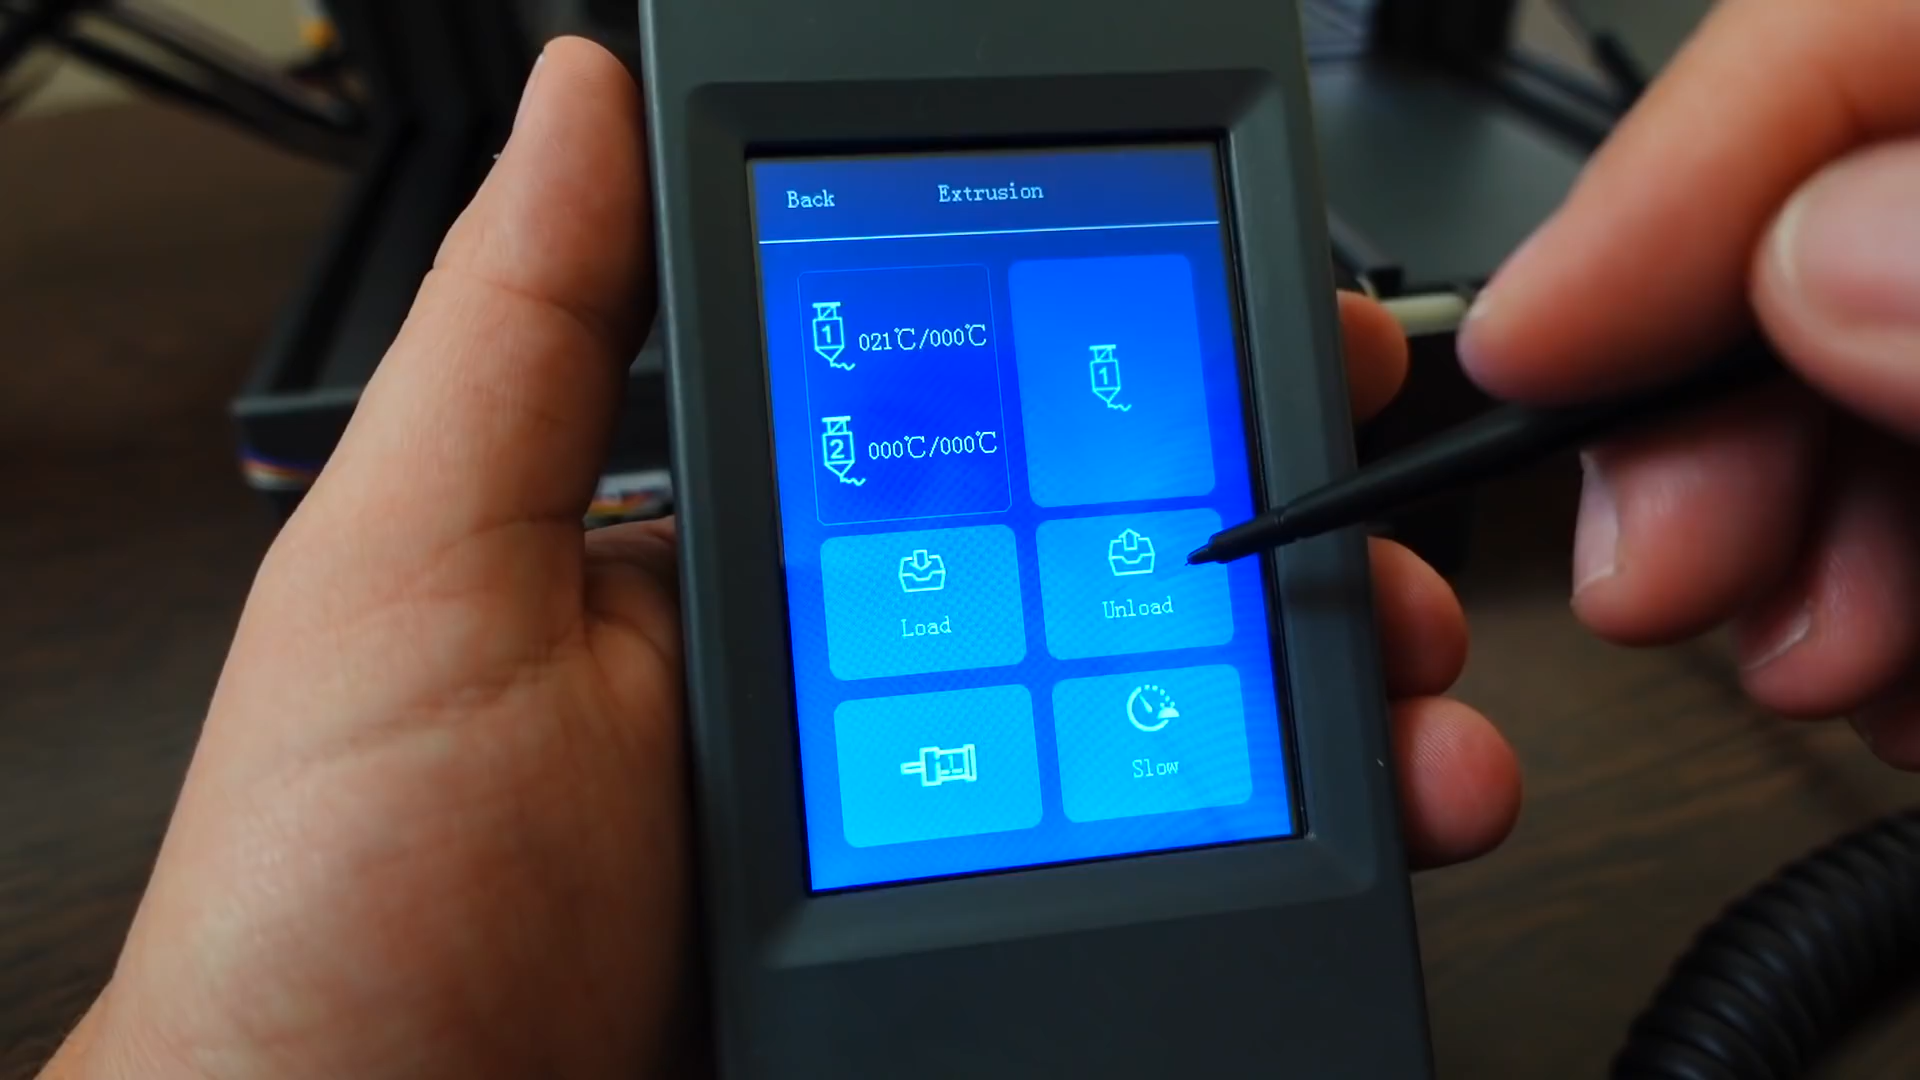 Back
Extrusion
1 021℃/000℃
1
2 000℃/000℃
Load
Unload
1
Slow